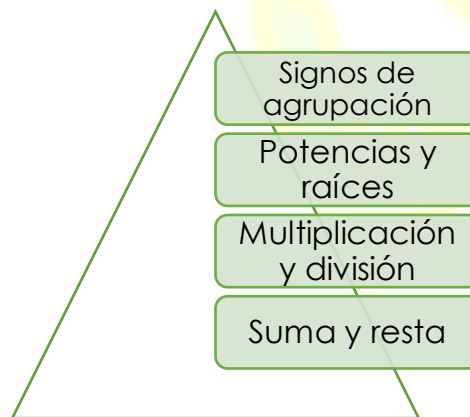 Signos de
agrupación
Potencias y
raíces
Multiplicación
y división
Suma y resta